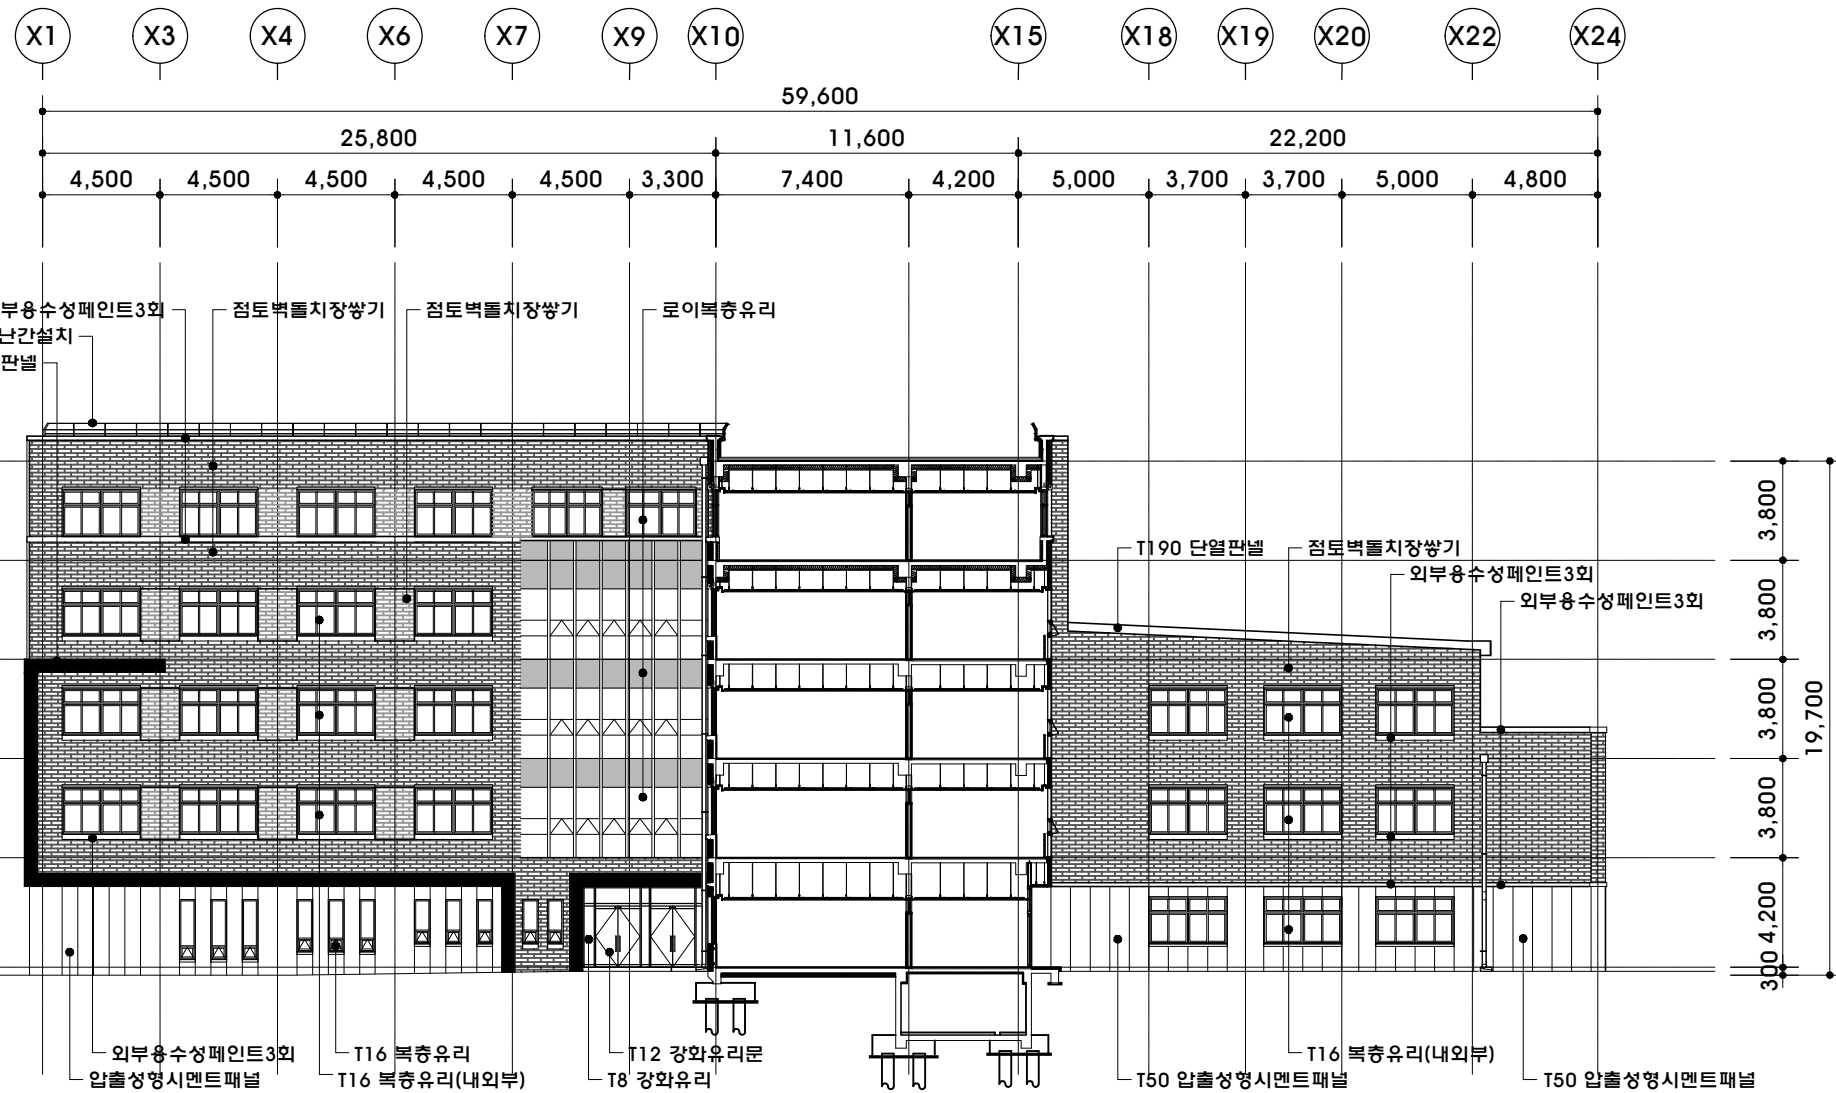 X1 X3 X4 X6 X7 X9 X10 X15 X18 X19 X20 X22 X24
59,600
25,800 11,600 22,200
4,500 4,500 4,500 4,500 4,500 3,300 7,400 4,200 5,000 3,700 3,700 5,000 4,800
부용수성페인트3회 점토벽돌치장쌓기 점토벽돌치장쌓기 로이복층유리
난간설치
판넬
T190 단열판넬 점토벽돌치장쌓기
외부용수성페인트3회
외부용수성페인트3회
3,800
3,800
3,800
3,800
4,200
300
19,700
외부용수성페인트3회 T16 복층유리 T12 강화유리문 T16 복층유리(내외부)
압출성형시멘트패널 T16 복층유리(내외부) T8 강화유리 T50 압출성형시멘트패널 T50 압출성형시멘트패널